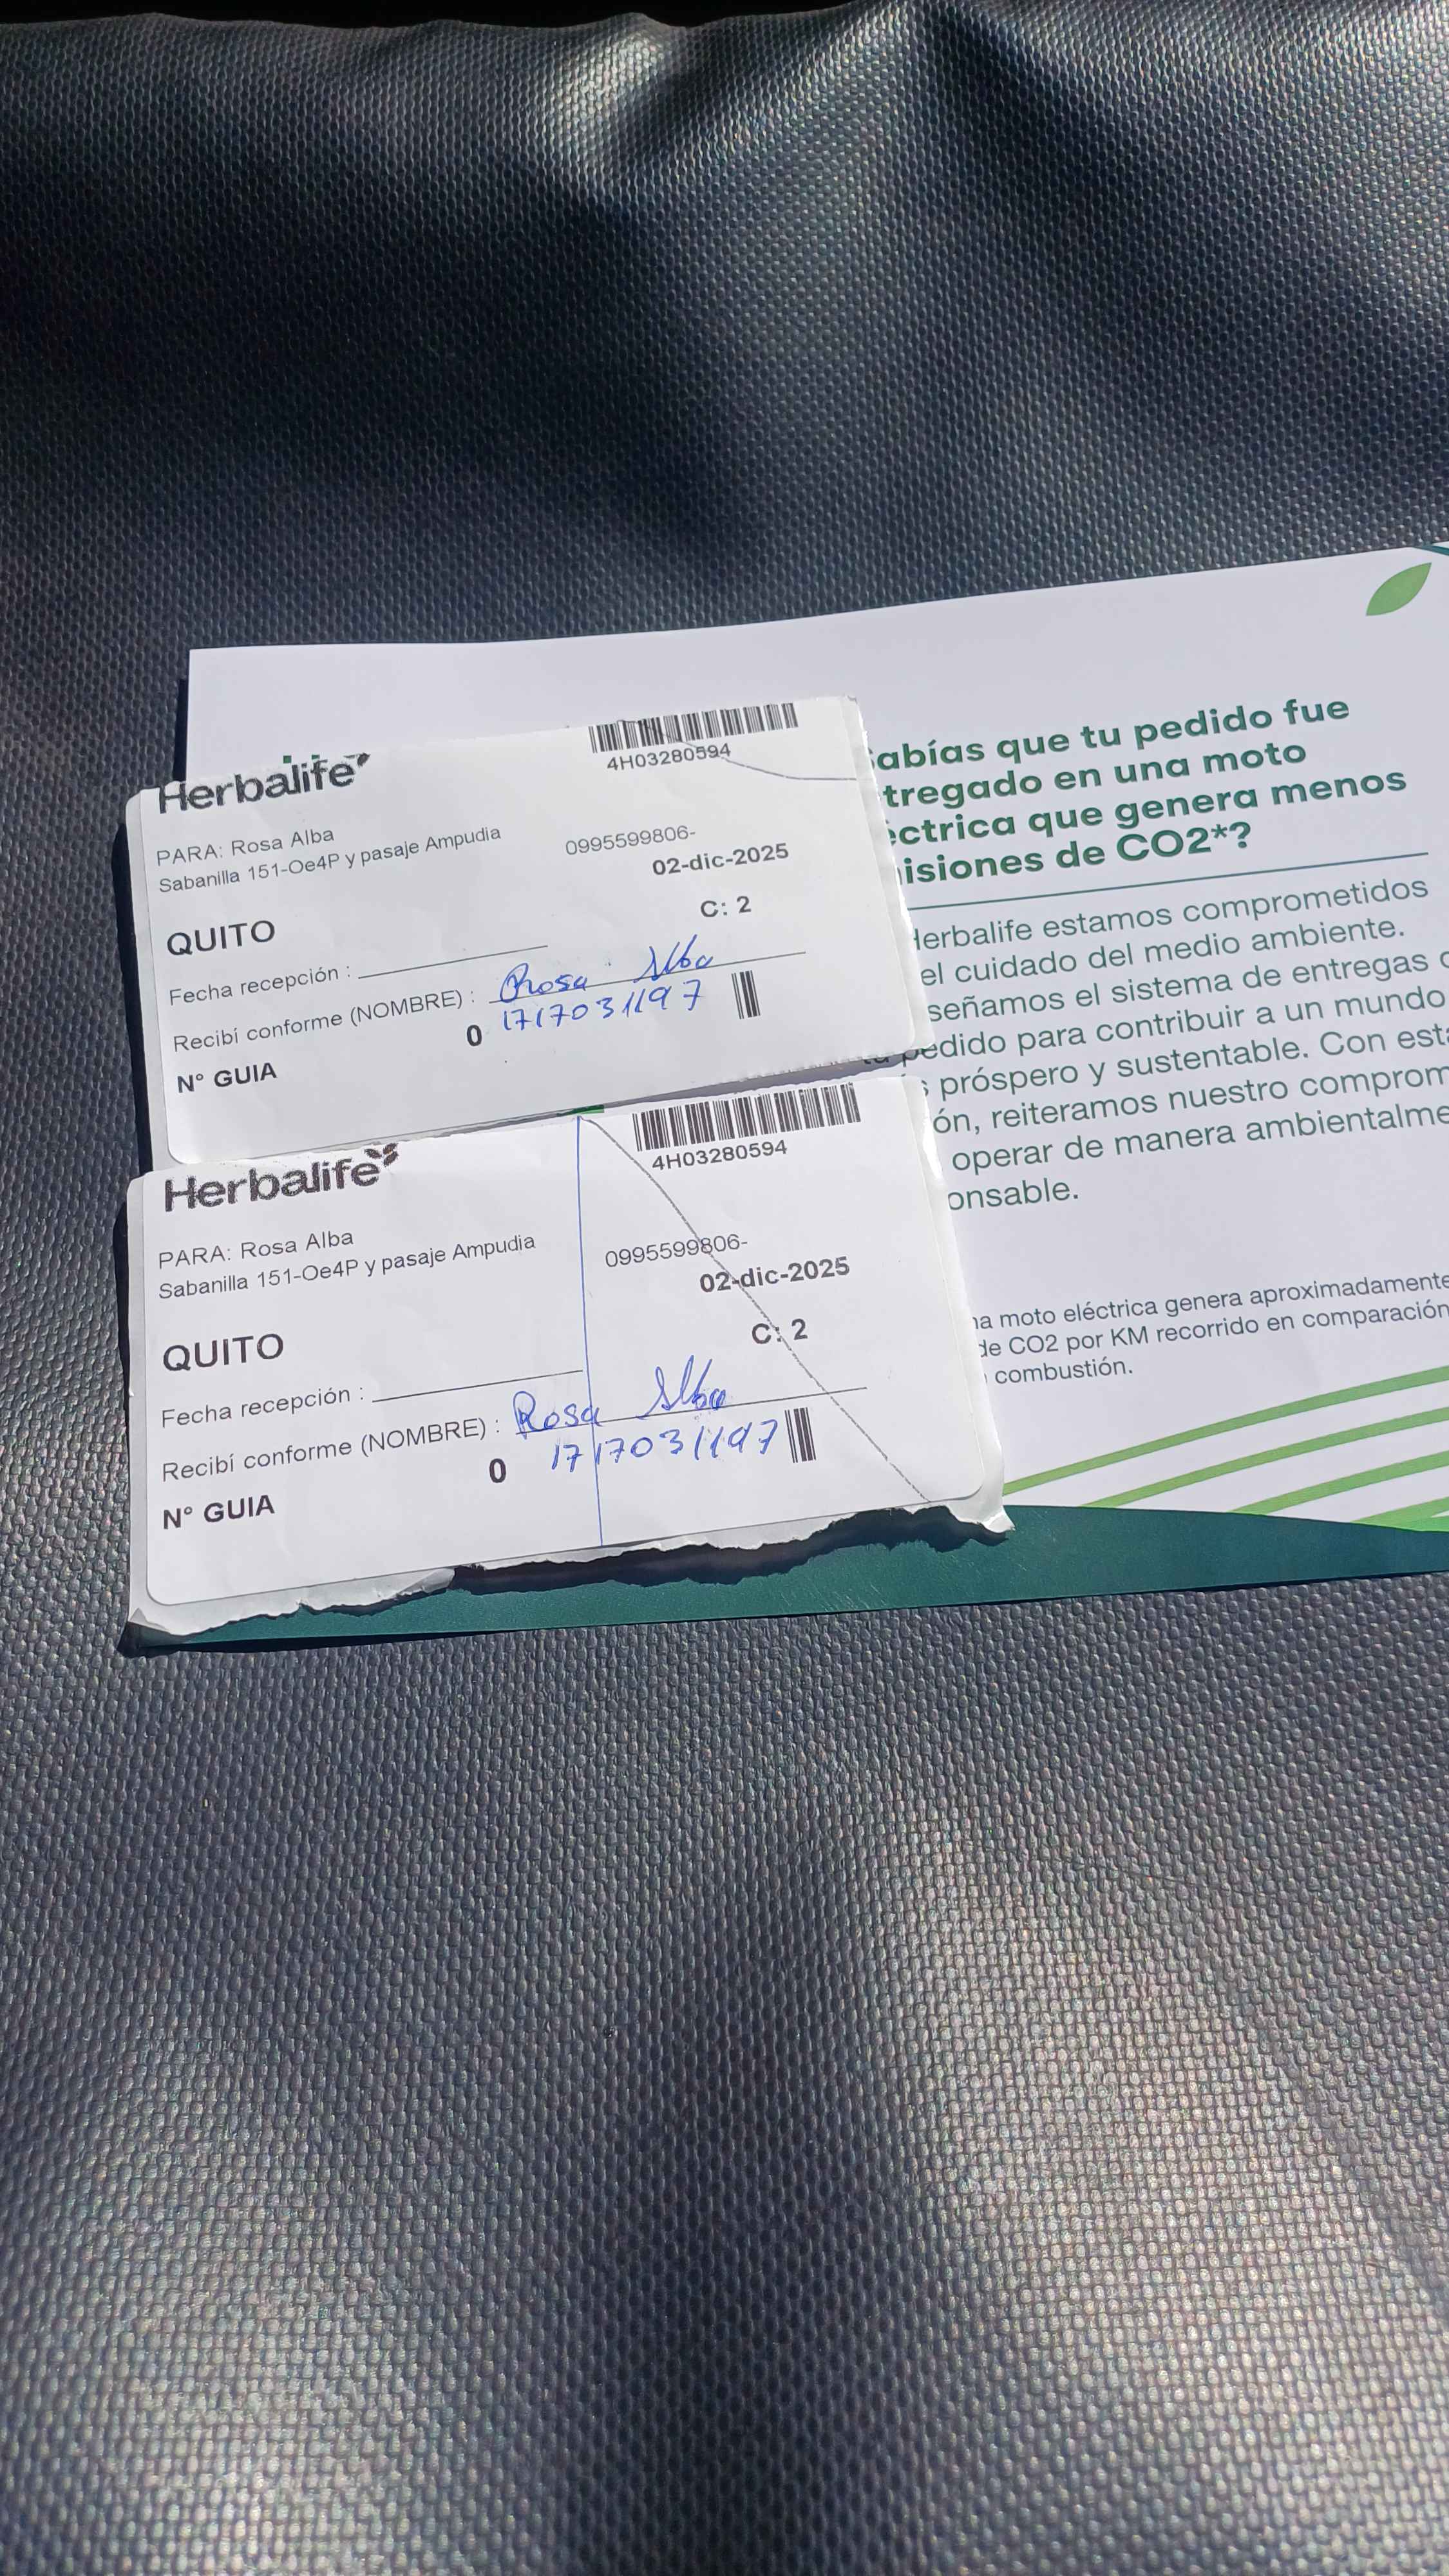 Herbalife
4H03280594
PARA: Rosa Alba
Sabanilla 151-Oe4P y pasaje Ampudia
0995599806-
02-dic-2025
QUITO
C: 2
Fecha recepción :
Recibí conforme (NOMBRE) : Rosa Alba
0 1717031197
N° GUIA
Herbalife
4H03280594
PARA: Rosa Alba
Sabanilla 151-Oe4P y pasaje Ampudia
0995599806-
02-dic-2025
QUITO
C: 2
Fecha recepción :
Recibí conforme (NOMBRE) : Rosa Alba
0 1717031197
N° GUIA
abías que tu pedido fue
tregado en una moto
ctrica que genera menos
isiones de CO2*?
Herbalife estamos comprometidos
el cuidado del medio ambiente.
señamos el sistema de entregas
pedido para contribuir a un mundo
próspero y sustentable. Con est
ón, reiteramos nuestro comprom
operar de manera ambientalme
onsable.
a moto eléctrica genera aproximadamente
de CO2 por KM recorrido en comparación
combustión.